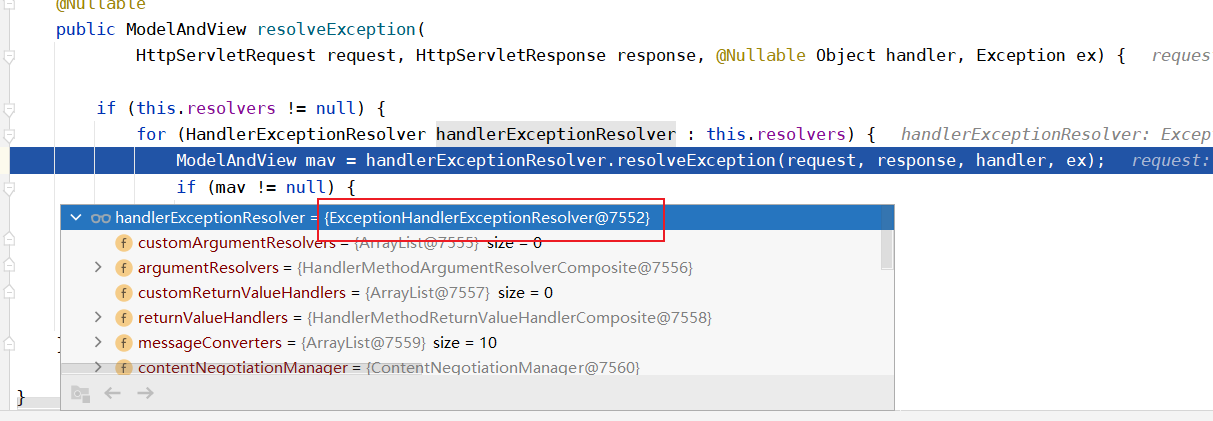 @Nullable
public ModelAndView resolveException(
HttpServletRequest request, HttpServletResponse response, @Nullable Object handler, Exception ex) { reques
if (this.resolvers != null) {
for (HandlerExceptionResolver handlerExceptionResolver : this.resolvers) { handlerExceptionResolver: Excep
ModelAndView mav = handlerExceptionResolver.resolveException(request, response, handler, ex); request:
if (mav != null) {
handlerExceptionResolver = {ExceptionHandlerExceptionResolver@7552}
f customArgumentResolvers = {ArrayList@7555} size = 0
f argumentResolvers = {HandlerMethodArgumentResolverComposite@7556}
f customReturnValueHandlers = {ArrayList@7557} size = 0
f returnValueHandlers = {HandlerMethodReturnValueHandlerComposite@7558}
f messageConverters = {ArrayList@7559} size = 10
f contentNegotiationManager = {ContentNegotiationManager@7560}
}